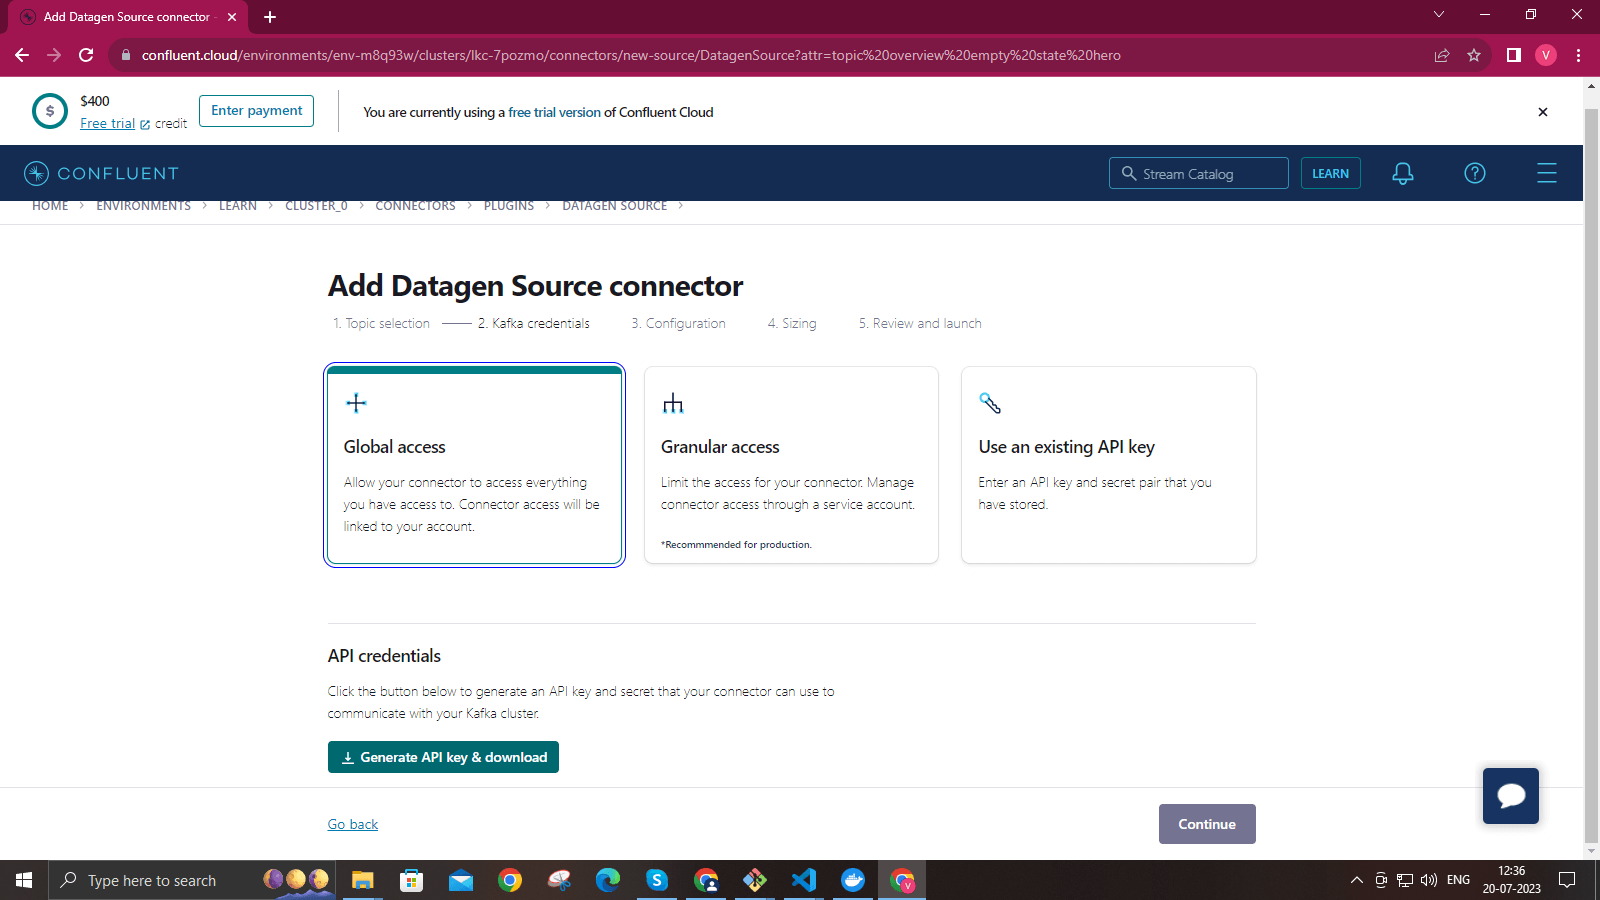 Add Datagen Source connector -
confluent.cloud/environments/env-m8q93w/clusters/lkc-7pozmo/connectors/new-source/DatagenSource?attr=topic%20overview%20empty%20state%20hero
V
$
$400
Free trial credit
Enter payment
You are currently using a free trial version of Confluent Cloud
CONFLUENT
Stream Catalog
LEARN
HOME > ENVIRONMENTS > LEARN > CLUSTER_0 > CONNECTORS > PLUGINS > DATAGEN SOURCE >
Add Datagen Source connector
1. Topic selection
2. Kafka credentials
3. Configuration
4. Sizing
5. Review and launch
Global access
Allow your connector to access everything
you have access to. Connector access will be
linked to your account.
Granular access
Limit the access for your connector. Manage
connector access through a service account.
*Recommmended for production.
Use an existing API key
Enter an API key and secret pair that you
have stored.
API credentials
Click the button below to generate an API key and secret that your connector can use to
communicate with your Kafka cluster.
Generate API key & download
Go back
Continue
Type here to search
S
V
ENG
12:36
20-07-2023